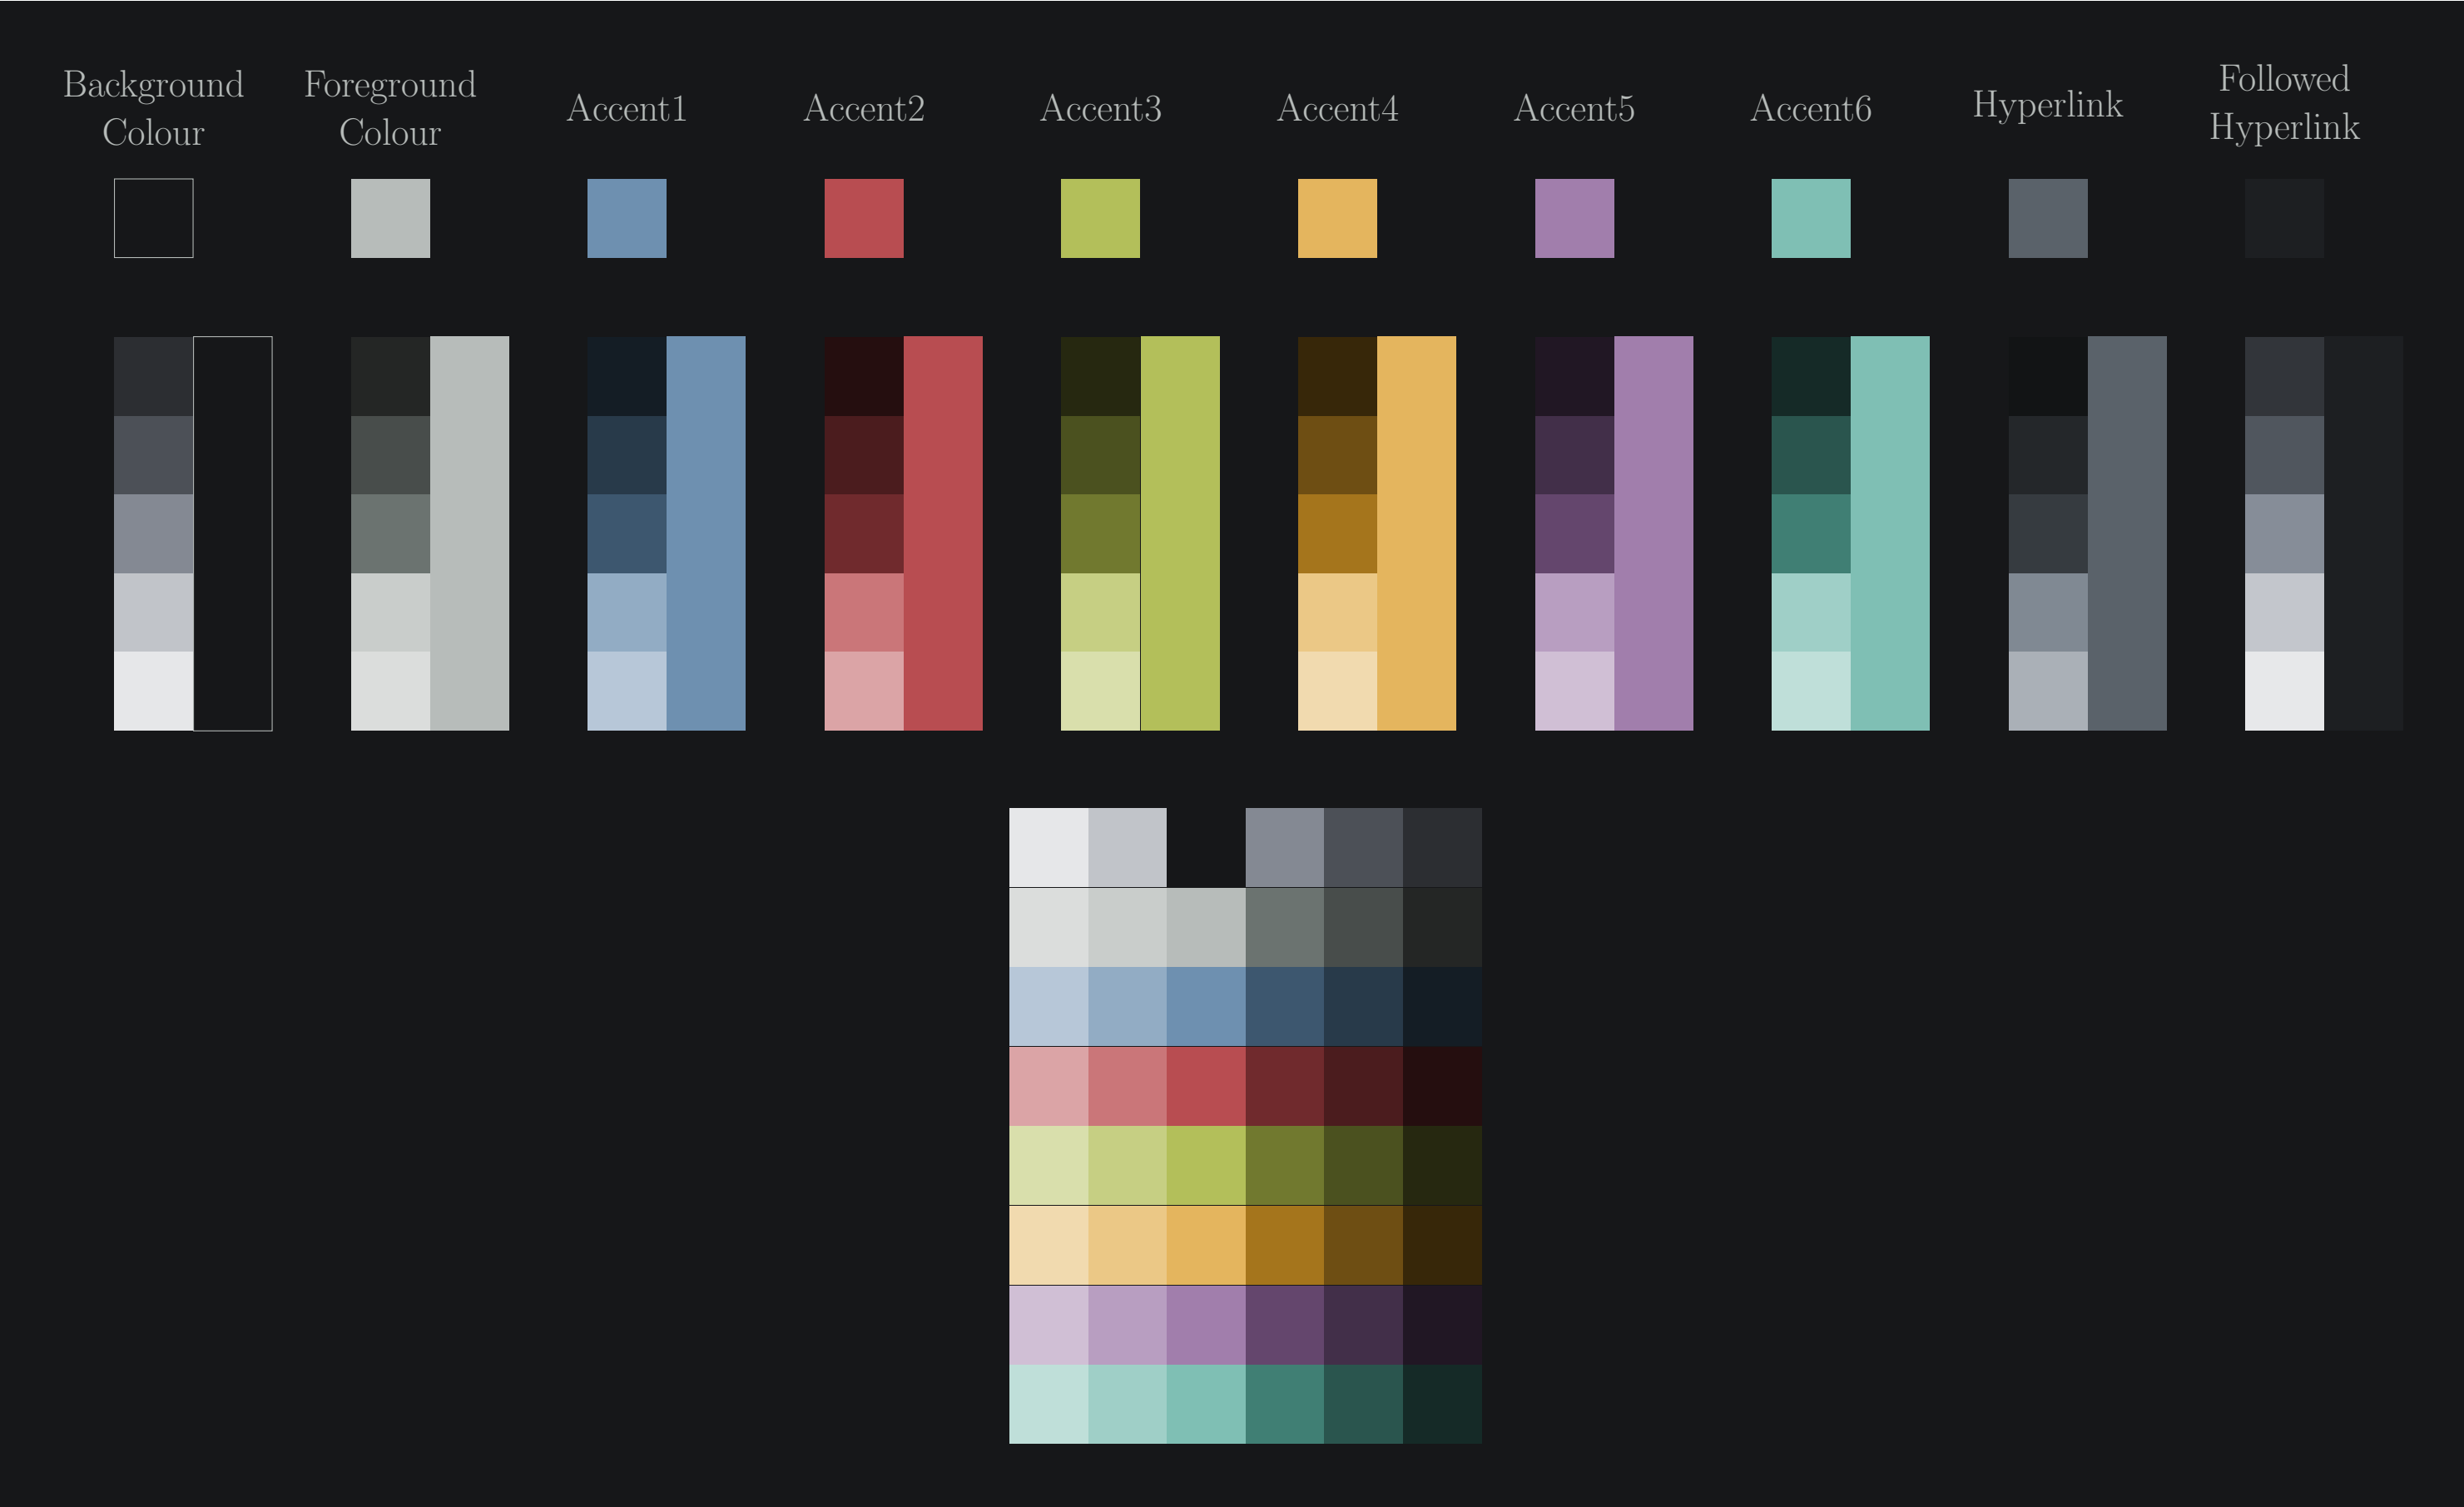 Background
Colour
Foreground
Colour
Accent1
Accent2
Accent3
Accent4
Accent5
Accent6
Hyperlink
Followed
Hyperlink